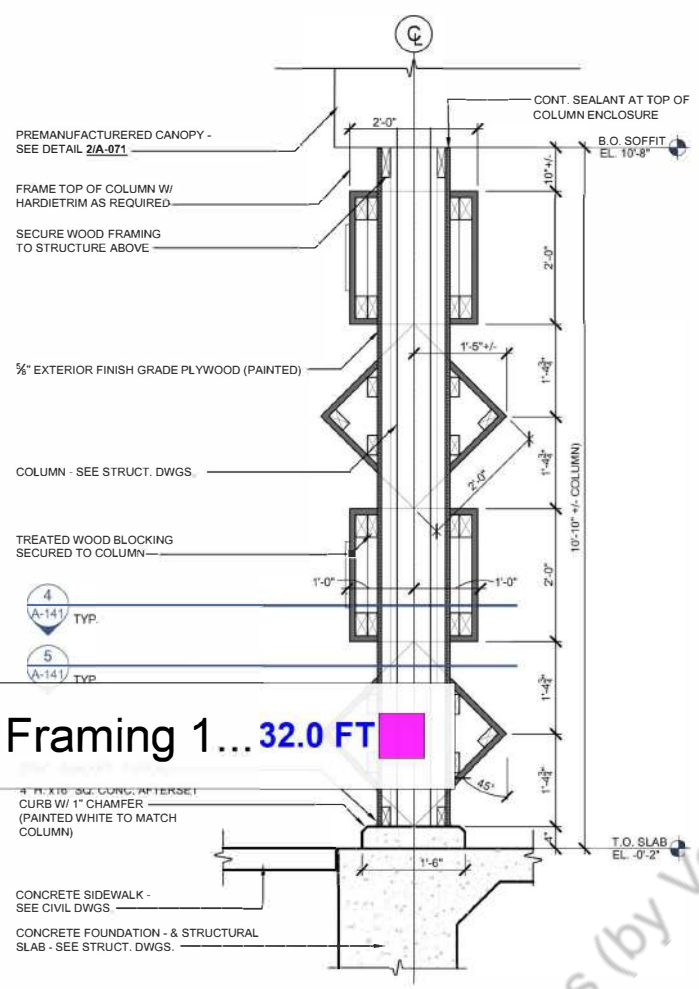 ℄
CONT. SEALANT AT TOP OF
COLUMN ENCLOSURE
2'-0"
PREMANUFACTURERED CANOPY -
SEE DETAIL 2/A-071
B.O. SOFFIT
EL. 10'-8"
10"+/-
FRAME TOP OF COLUMN W/
HARDIETRIM AS REQUIRED
SECURE WOOD FRAMING
TO STRUCTURE ABOVE
2'-0"
1'-5"+/-
⅝" EXTERIOR FINISH GRADE PLYWOOD (PAINTED)
1'-4¾"
COLUMN - SEE STRUCT. DWGS.
1'-4¾"
2'-0"
10'-10" +/- COLUMN)
TREATED WOOD BLOCKING
SECURED TO COLUMN
1'-0"
1'-0"
2'-0"
4
A-141
TYP.
5
A-141
TYP.
1'-4¾"
Framing 1... 32.0 FT
1'-4¾"
45°
4" H. x16" SQ. CONC. AFTERSET
CURB W/ 1" CHAMFER
(PAINTED WHITE TO MATCH
COLUMN)
4"
T.O. SLAB
EL. -0'-2"
1'-6"
CONCRETE SIDEWALK -
SEE CIVIL DWGS.
CONCRETE FOUNDATION - & STRUCTURAL
SLAB - SEE STRUCT. DWGS.
s (by V